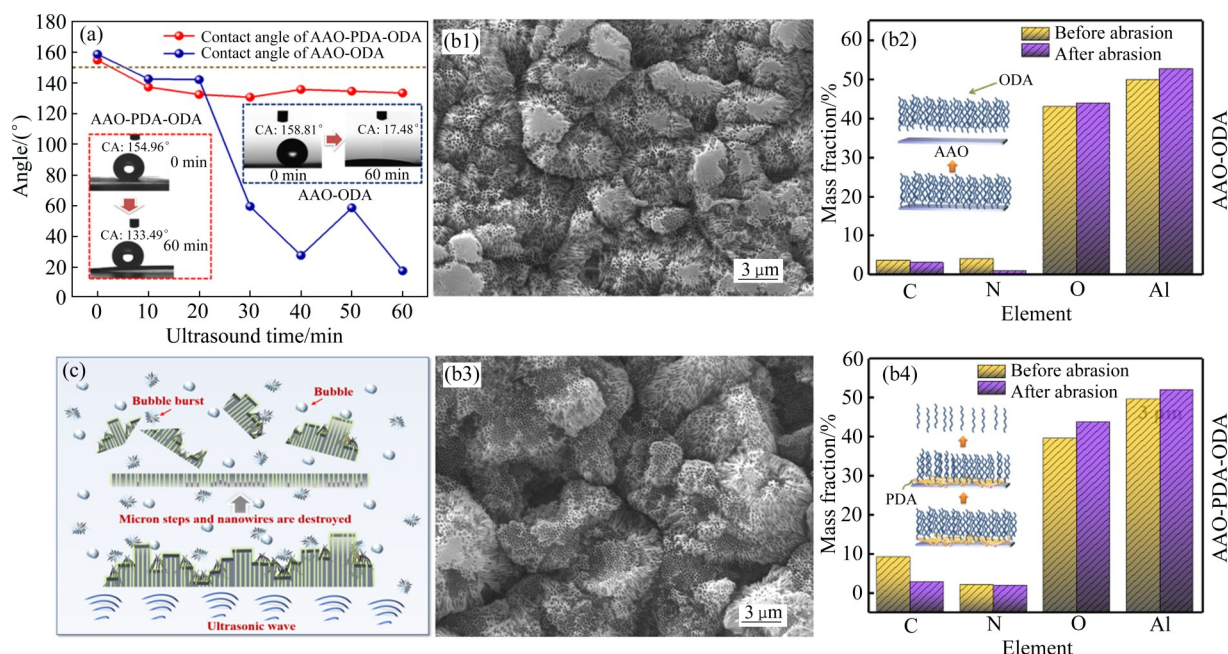 (a)
Contact angle of AAO-PDA-ODA
Contact angle of AAO-ODA
AAO-PDA-ODA
CA: 154.96°
0 min
CA: 133.49°
60 min
CA: 158.81°
CA: 17.48°
0 min
60 min
AAO-ODA
180
160
140
120
100
80
60
40
20
0
Angle/(°)
0 10 20 30 40 50 60
Ultrasound time/min
(b1)
3 μm
(b2)
Before abrasion
After abrasion
ODA
AAO
60
50
40
30
20
10
0
Mass fraction/%
C N O Al
Element
AAO-ODA
(c)
Bubble burst
Bubble
Micron steps and nanowires are destroyed
Ultrasonic wave
(b3)
3 μm
(b4)
Before abrasion
After abrasion
3 μm
PDA
60
50
40
30
20
10
0
Mass fraction/%
C N O Al
Element
AAO-PDA-ODA